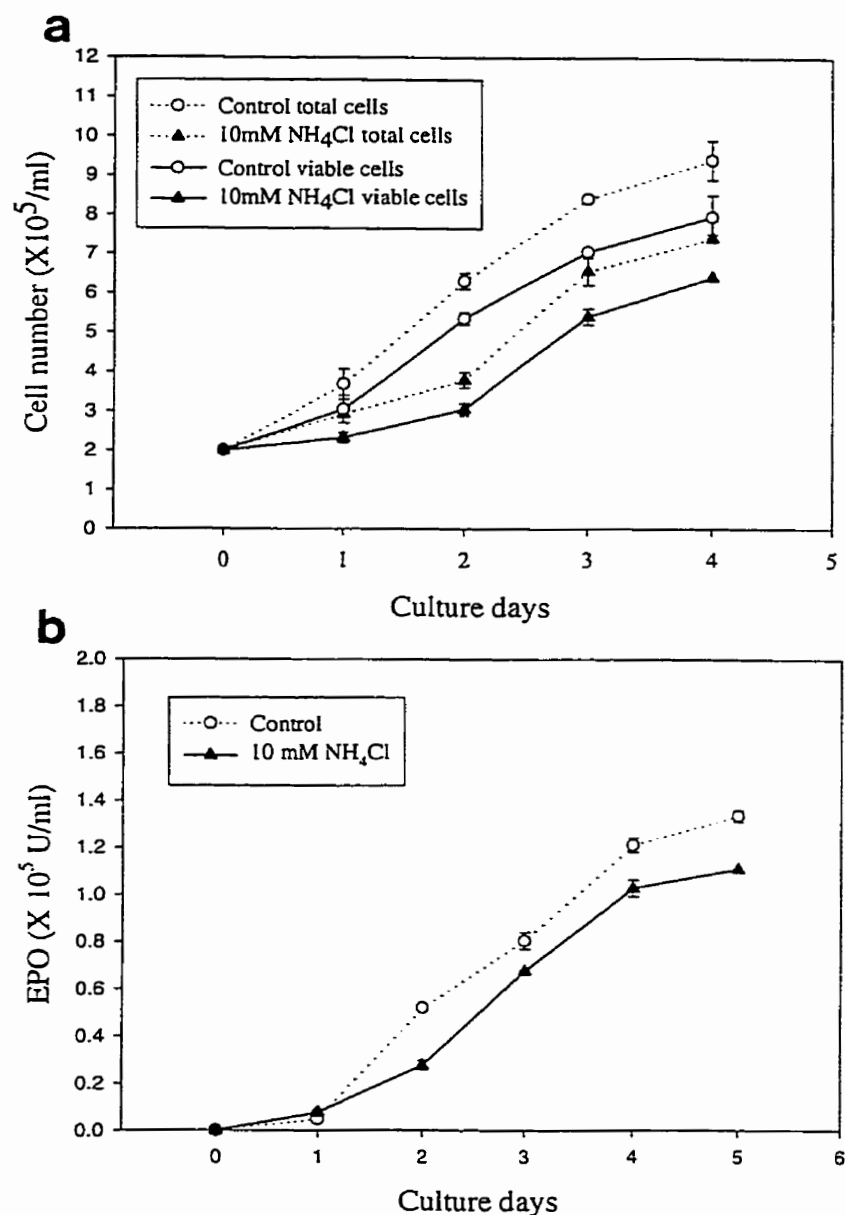 a
12
11
10
9
8
7
6
5
4
3
2
1
0
Cell number (X10⁵/ml)
Control total cells
10mM NH₄Cl total cells
Control viable cells
10mM NH₄Cl viable cells
0 1 2 3 4 5
Culture days
b
2.0
1.8
1.6
1.4
1.2
1.0
0.8
0.6
0.4
0.2
0.0
EPO (X 10⁵ U/ml)
Control
10 mM NH₄Cl
0 1 2 3 4 5 6
Culture days